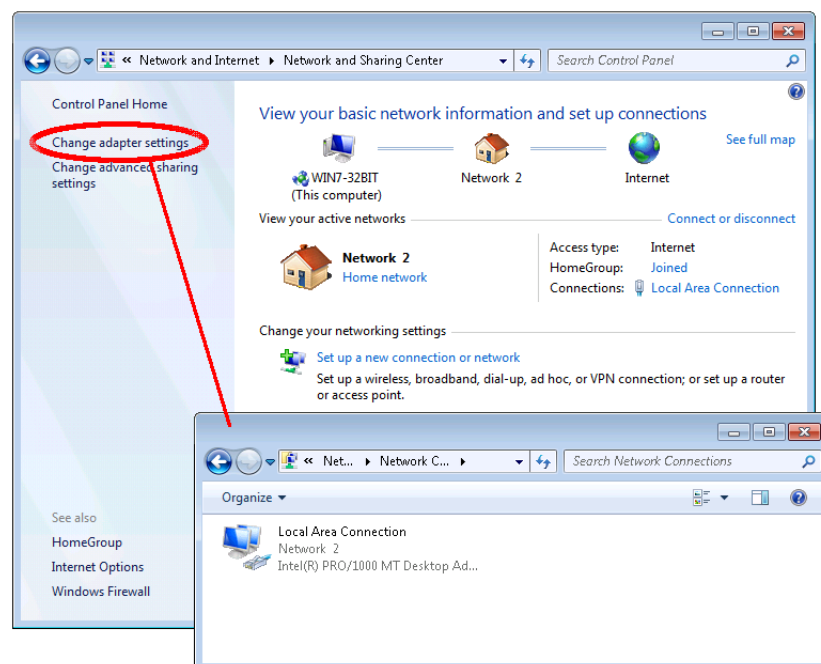 « Network and Internet ▸ Network and Sharing Center
Search Control Panel
Control Panel Home
Change adapter settings
Change advanced sharing
settings
See also
HomeGroup
Internet Options
Windows Firewall
View your basic network information and set up connections
See full map
WIN7-32BIT
(This computer)
Network 2
Internet
View your active networks
Connect or disconnect
Network 2
Home network
Access type: Internet
HomeGroup: Joined
Connections: Local Area Connection
Change your networking settings
Set up a new connection or network
Set up a wireless, broadband, dial-up, ad hoc, or VPN connection; or set up a router
or access point.
« Net... ▸ Network C... ▸
Search Network Connections
Organize
Local Area Connection
Network 2
Intel(R) PRO/1000 MT Desktop Ad...